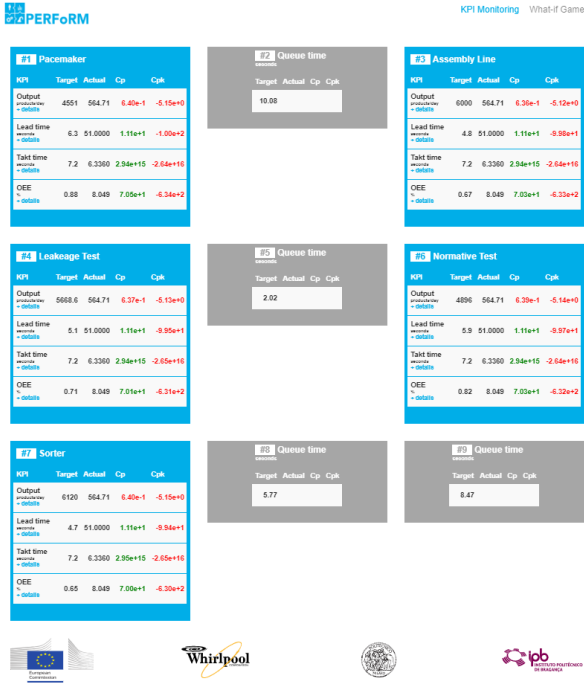 PERFoRM
KPI Monitoring What-if Game
#1 Pacemaker
KPI Target Actual Cp Cpk
Output
products/day
+ details
4551 564.71 6.40e-1 -5.15e+0
Lead time
seconds
+ details
6.3 51.0000 1.11e+1 -1.00e+2
Takt time
seconds
+ details
7.2 6.3360 2.94e+15 -2.64e+16
OEE
%
+ details
0.88 8.049 7.05e+1 -6.34e+2
#2 Queue time
seconds
Target Actual Cp Cpk
10.08
#3 Assembly Line
KPI Target Actual Cp Cpk
Output
products/day
+ details
6000 564.71 6.36e-1 -5.12e+0
Lead time
seconds
+ details
4.8 51.0000 1.11e+1 -9.98e+1
Takt time
seconds
+ details
7.2 6.3360 2.94e+15 -2.64e+16
OEE
%
+ details
0.67 8.049 7.03e+1 -6.33e+2
#4 Leakeage Test
KPI Target Actual Cp Cpk
Output
products/day
+ details
5668.6 564.71 6.37e-1 -5.13e+0
Lead time
seconds
+ details
5.1 51.0000 1.11e+1 -9.95e+1
Takt time
seconds
+ details
7.2 6.3360 2.94e+15 -2.65e+16
OEE
%
+ details
0.71 8.049 7.01e+1 -6.31e+2
#5 Queue time
seconds
Target Actual Cp Cpk
2.02
#6 Normative Test
KPI Target Actual Cp Cpk
Output
products/day
+ details
4896 564.71 6.39e-1 -5.14e+0
Lead time
seconds
+ details
5.9 51.0000 1.11e+1 -9.97e+1
Takt time
seconds
+ details
7.2 6.3360 2.94e+15 -2.64e+16
OEE
%
+ details
0.82 8.049 7.03e+1 -6.32e+2
#7 Sorter
KPI Target Actual Cp Cpk
Output
products/day
+ details
6120 564.71 6.40e-1 -5.15e+0
Lead time
seconds
+ details
4.7 51.0000 1.11e+1 -9.94e+1
Takt time
seconds
+ details
7.2 6.3360 2.95e+15 -2.65e+16
OEE
%
+ details
0.65 8.049 7.00e+1 -6.30e+2
#8 Queue time
seconds
Target Actual Cp Cpk
5.77
#9 Queue time
seconds
Target Actual Cp Cpk
8.47
European
Commission
Whirlpool
ipb
INSTITUTO POLITÉCNICO
DE BRAGANÇA